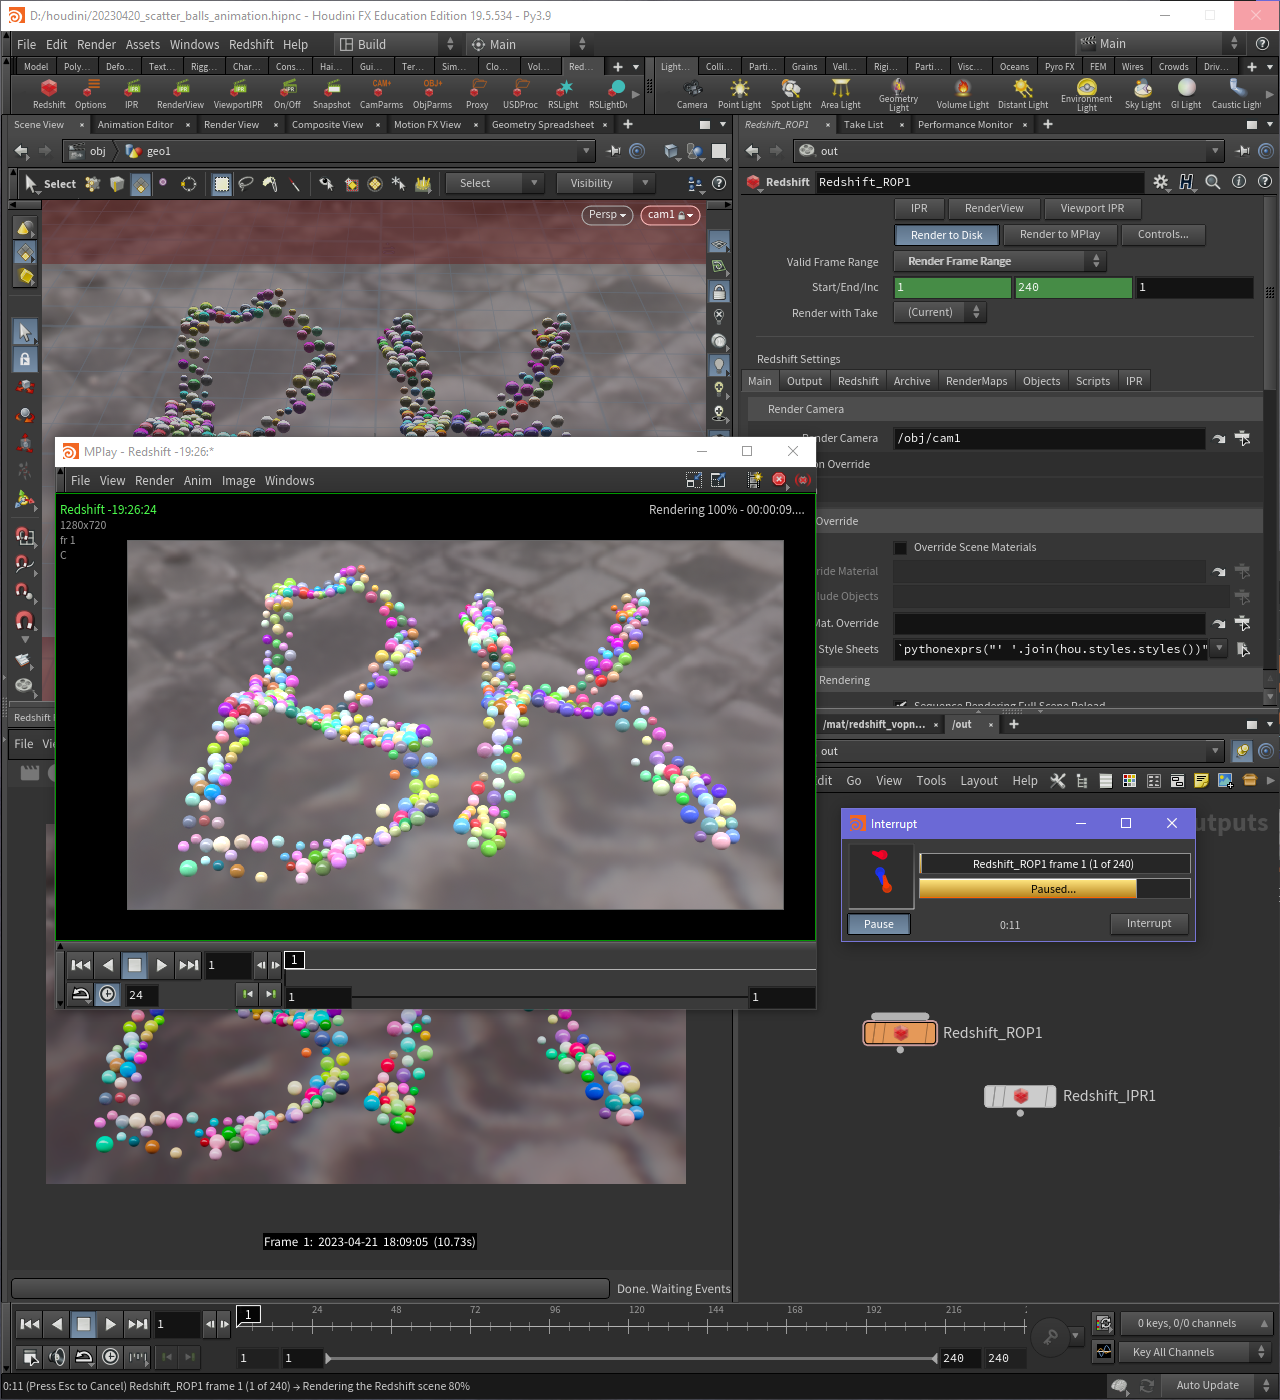 D:/houdini/20230420_scatter_balls_animation.hipnc - Houdini FX Education Edition 19.5.534 - Py3.9
File Edit Render Assets Windows Redshift Help Build Main Main
Model Poly... Defo... Text... Rigg... Char... Cons... Hai... Gui... Ter... Sim... Clo... Vol... Red...
Light... Colli... Parti... Grains Vell... Rigi... Parti... Visc... Oceans Pyro FX FEM Wires Crowds Driv...
Redshift Options IPR RenderView ViewportIPR On/Off Snapshot CamParms ObjParms Proxy USDProc RSLight
Camera Point Light Spot Light Area Light Geometry Light Volume Light Distant Light Environment Light Sky Light GI Light Caustic Light
Scene View Animation Editor Render View Composite View Motion FX View Geometry Spreadsheet
Redshift_ROP1 Take List Performance Monitor
obj geo1
out
Select Select Visibility
Redshift Redshift_ROP1
Persp cam1
IPR RenderView Viewport IPR
Render to Disk Render to MPlay Controls...
Valid Frame Range Render Frame Range
Start/End/Inc 1 240 1
Render with Take (Current)
Redshift Settings
Main Output Redshift Archive RenderMaps Objects Scripts IPR
Render Camera
nder Camera /obj/cam1
on Override
Override
Override Scene Materials
ride Material
lude Objects
Mat. Override
Style Sheets `pythonexprs("' '.join(hou.styles.styles())"
Rendering
Sequence Rendering Full Scene Reload
MPlay - Redshift -19:26:*
File View Render Anim Image Windows
Redshift -19:26:24
1280x720
fr 1
C
Rendering 100% - 00:00:09....
1
1
24
1
1
Redshift
File Vi
/mat/redshift_vopn... /out
out
dit Go View Tools Layout Help
utputs
Interrupt
Redshift_ROP1 frame 1 (1 of 240)
Paused...
Pause 0:11 Interrupt
Redshift_ROP1
Redshift_IPR1
Frame 1: 2023-04-21 18:09:05 (10.73s)
Done. Waiting Events
1 1 24 48 72 96 120 144 168 192 216
0 keys, 0/0 channels
1 1 240 240
Key All Channels
0:11 (Press Esc to Cancel) Redshift_ROP1 frame 1 (1 of 240) → Rendering the Redshift scene 80%
Auto Update